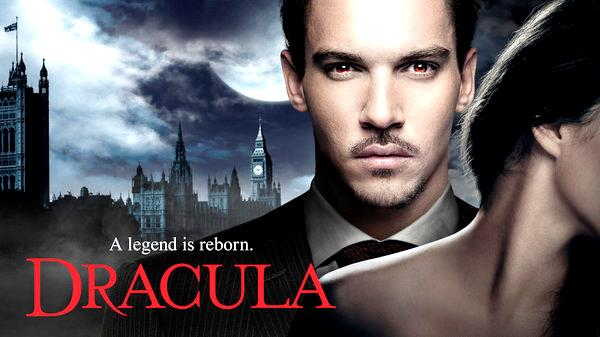 A legend is reborn.
DRACULA